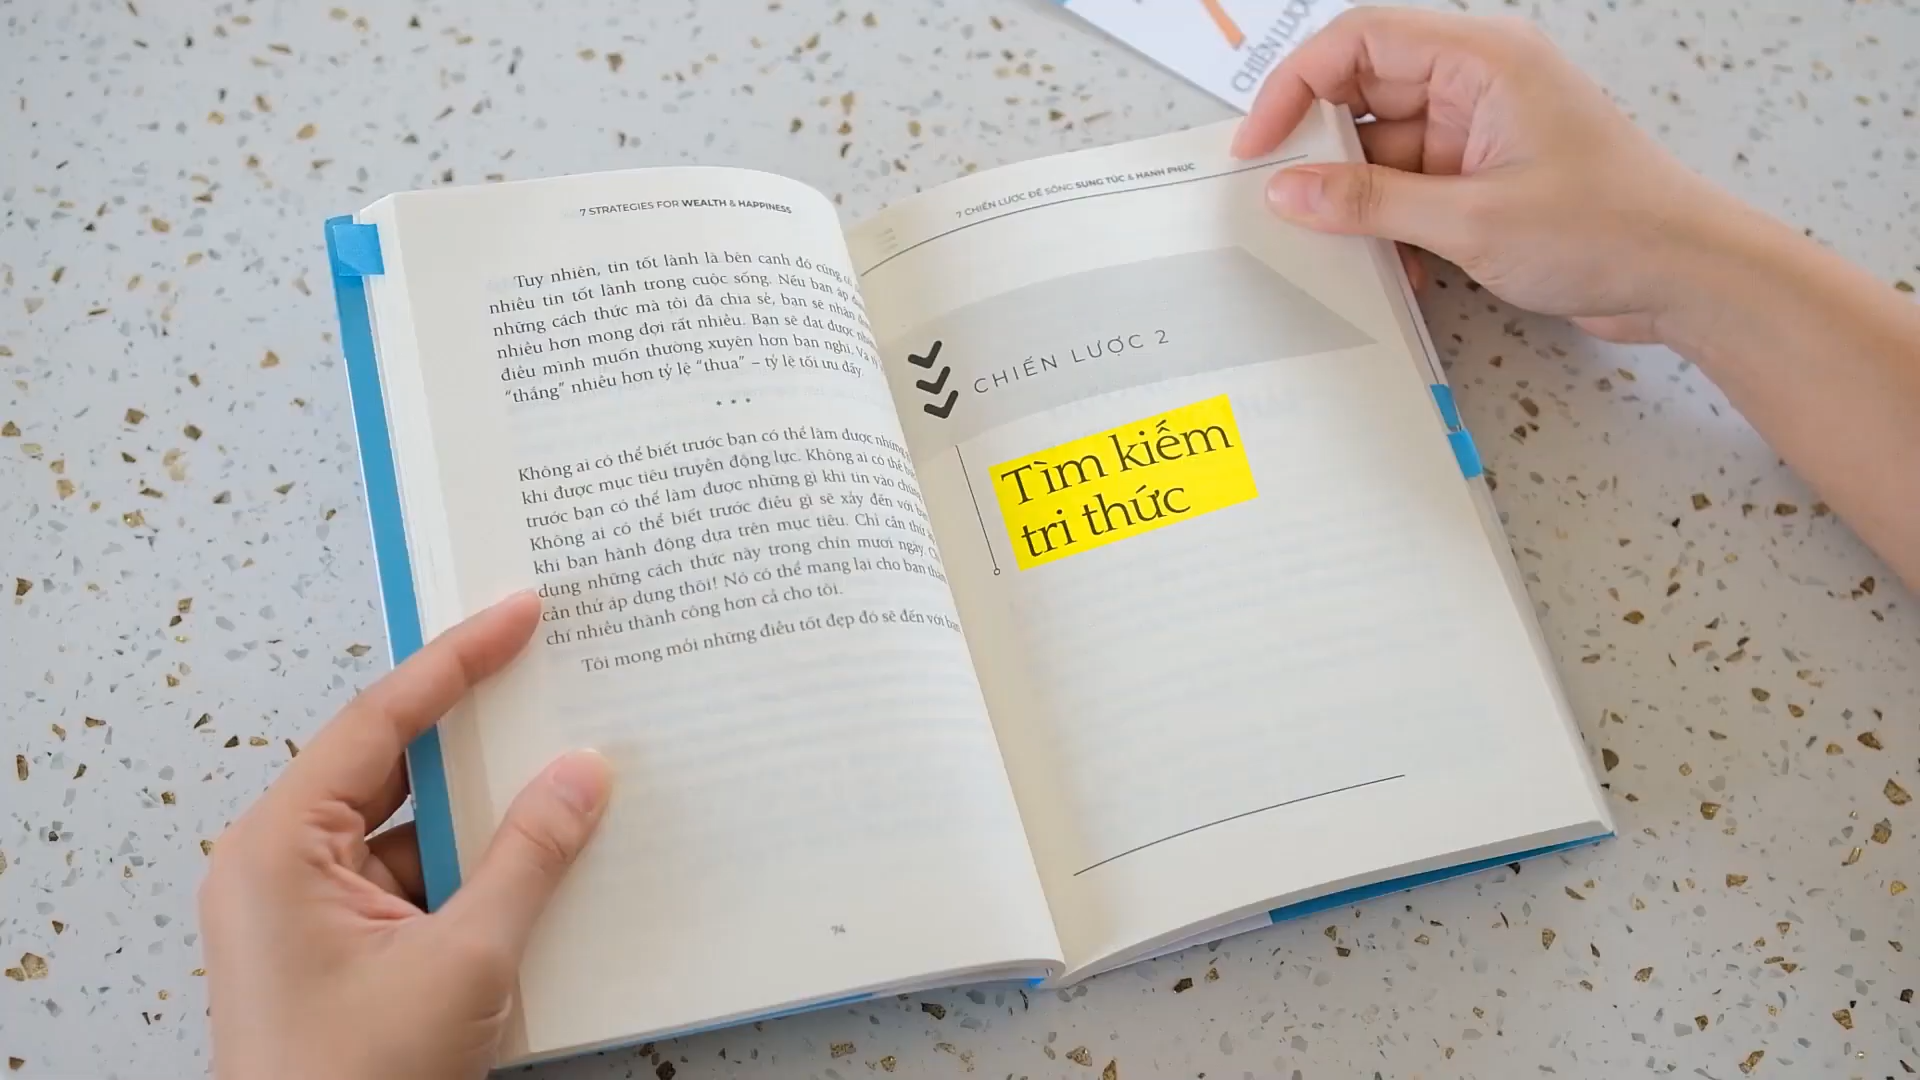 7 STRATEGIES FOR WEALTH & HAPPINESS
Tuy nhiên, tin tốt lành là bên cạnh đó cũng có
nhiều tin tốt lành trong cuộc sống. Nếu bạn áp
những cách thức mà tôi đã chia sẻ, bạn sẽ nhận
nhiều hơn mong đợi rất nhiều. Bạn sẽ đạt được
điều mình muốn thường xuyên hơn bạn nghĩ. Và tỷ
“thắng” nhiều hơn tỷ lệ “thua” – tỷ lệ tối ưu đấy.
* * *
Không ai có thể biết trước bạn có thể làm được những
khi được mục tiêu truyền động lực. Không ai có thể
trước bạn có thể làm được những gì khi tin vào
Không ai có thể biết trước điều gì sẽ xảy đến với
khi bạn hành động dựa trên mục tiêu. Chỉ cần thử
dụng những cách thức này trong chín mươi ngày.
cần thử áp dụng thôi! Nó có thể mang lại cho bạn
chí nhiều thành công hơn cả cho tôi.
Tôi mong mỏi những điều tốt đẹp đó sẽ đến với bạn
74
7 CHIẾN LƯỢC ĐỂ SỐNG SUNG TÚC & HẠNH PHÚC
CHIẾN LƯỢC 2
Tìm kiếm
tri thức
7
CHIẾN LƯỢC